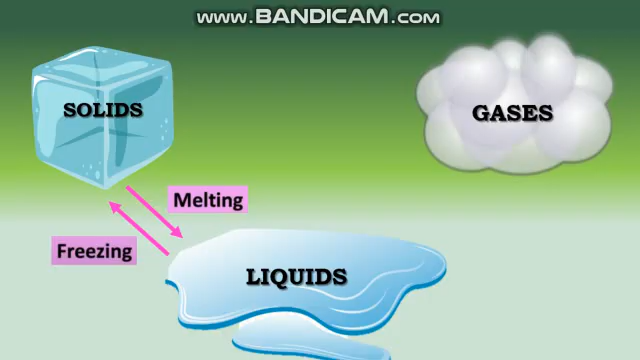 www.BANDICAM.com
SOLIDS
GASES
Melting
Freezing
LIQUIDS